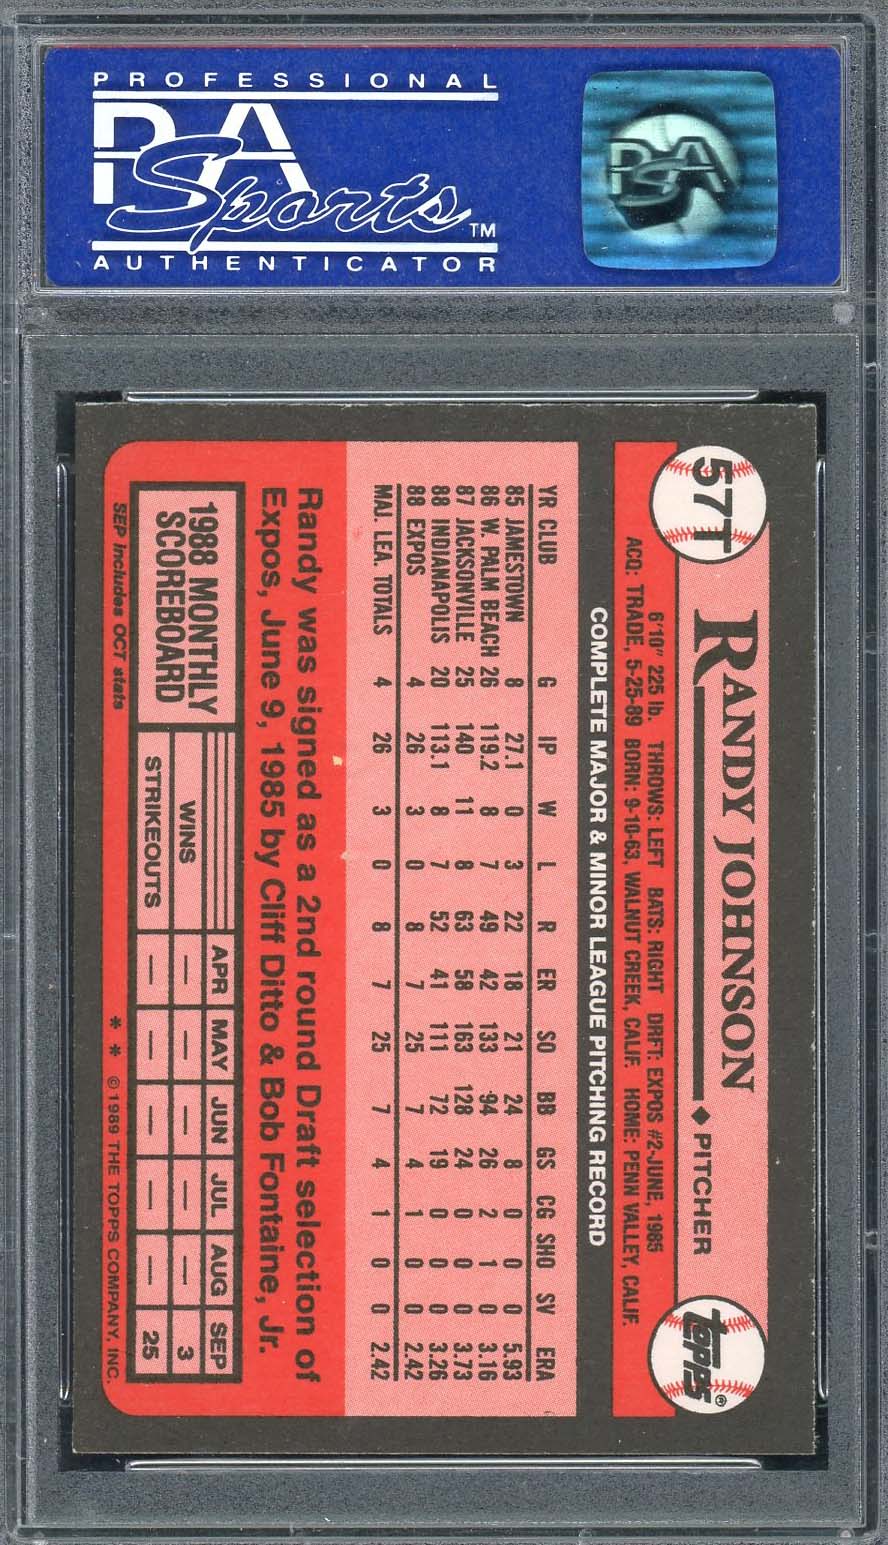 PROFESSIONAL
PSA
Sports™
AUTHENTICATOR
PSA
57T RANDY JOHNSON ♦ PITCHER
topps®
6'10" 225 lb. THROWS: LEFT BATS: RIGHT DRFT: EXPOS #2-JUNE, 1985
ACQ: TRADE, 5-25-89 BORN: 9-10-63, WALNUT CREEK, CALIF. HOME: PENN VALLEY, CALIF.
COMPLETE MAJOR & MINOR LEAGUE PITCHING RECORD
YR CLUB G IP W L R ER SO BB GS CG SHO SV ERA
85 JAMESTOWN 8 27.1 0 3 22 18 21 24 8 0 0 0 5.93
86 W. PALM BEACH 26 119.2 8 7 49 42 133 94 26 2 1 0 3.16
87 JACKSONVILLE 25 140 11 8 63 58 163 128 24 0 0 0 3.73
88 INDIANAPOLIS 20 113.1 8 7 52 41 111 72 19 0 0 0 3.26
88 EXPOS 4 26 3 0 8 7 25 7 4 1 0 0 2.42
MAJ. LEA. TOTALS 4 26 3 0 8 7 25 7 4 1 0 0 2.42
Randy was signed as a 2nd round Draft selection of
Expos, June 9, 1985 by Cliff Ditto & Bob Fontaine, Jr.
1988 MONTHLY
SCOREBOARD
APR MAY JUN JUL AUG SEP
WINS — — — — — 3
STRIKEOUTS — — — — — 25
SEP includes OCT stats
* * ©1989 THE TOPPS COMPANY, INC.